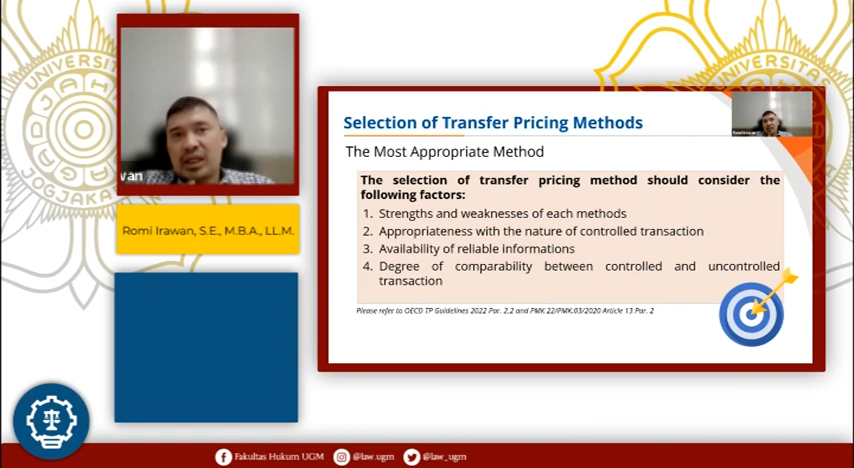 UNIVERSITAS
GADJAH
JOGJAKARTA
wan
Romi Irawan, S.E., M.B.A., LL.M.
Selection of Transfer Pricing Methods
The Most Appropriate Method
The selection of transfer pricing method should consider the
following factors:
1. Strengths and weaknesses of each methods
2. Appropriateness with the nature of controlled transaction
3. Availability of reliable informations
4. Degree of comparability between controlled and uncontrolled
transaction
Please refer to OECD TP Guidelines 2022 Par. 2.2 and PMK 22/PMK.03/2020 Article 13 Par. 2
Fakultas Hukum UGM
@law.ugm
@law_ugm